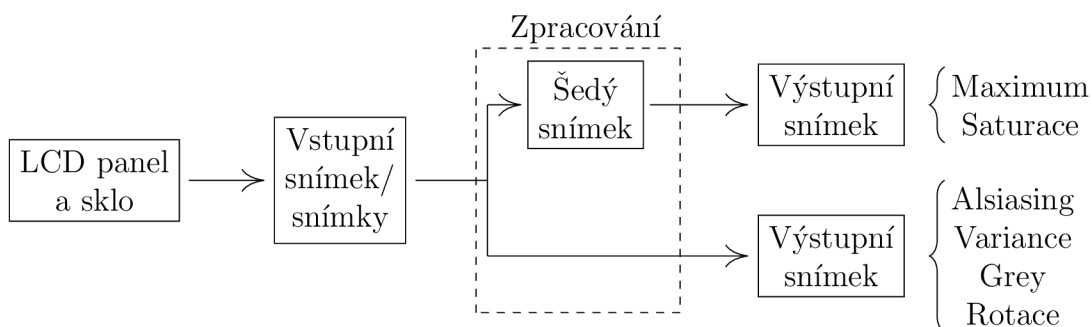 Zpracování
LCD panel
a sklo
Vstupní
snímek/
snímky
Šedý
snímek
Výstupní
snímek
Maximum
Saturace
Výstupní
snímek
Alsiasing
Variance
Grey
Rotace